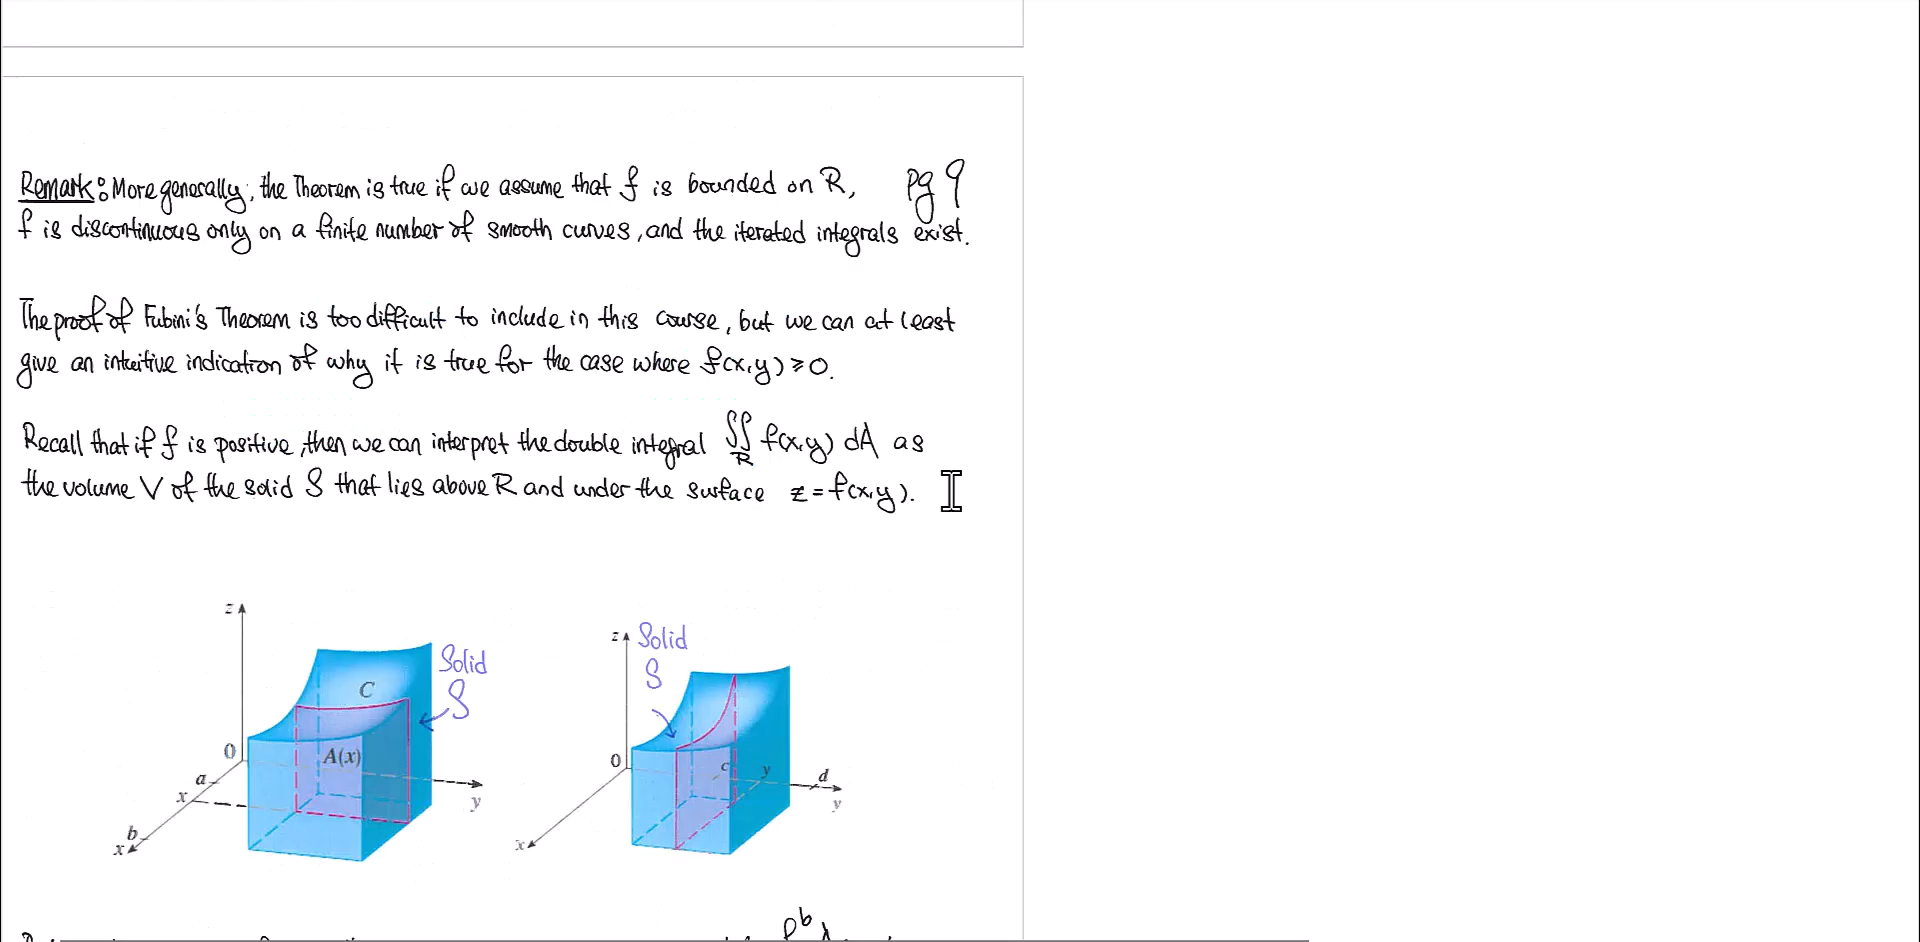 Remark: More generally, the Theorem is true if we assume that f is bounded on R, pg 9
f is discontinuous only on a finite number of smooth curves, and the iterated integrals exist.
The proof of Fubini's Theorem is too difficult to include in this course, but we can at least
give an intuitive indication of why it is true for the case where f(x,y) ≥ 0.
Recall that if f is positive, then we can interpret the double integral ∬_R f(x,y) dA as
the volume V of the solid S that lies above R and under the surface z = f(x,y).
z
Solid
S
C
A(x)
0
a
x
b
x
y
z
Solid
S
0
c
y
d
y
x
b